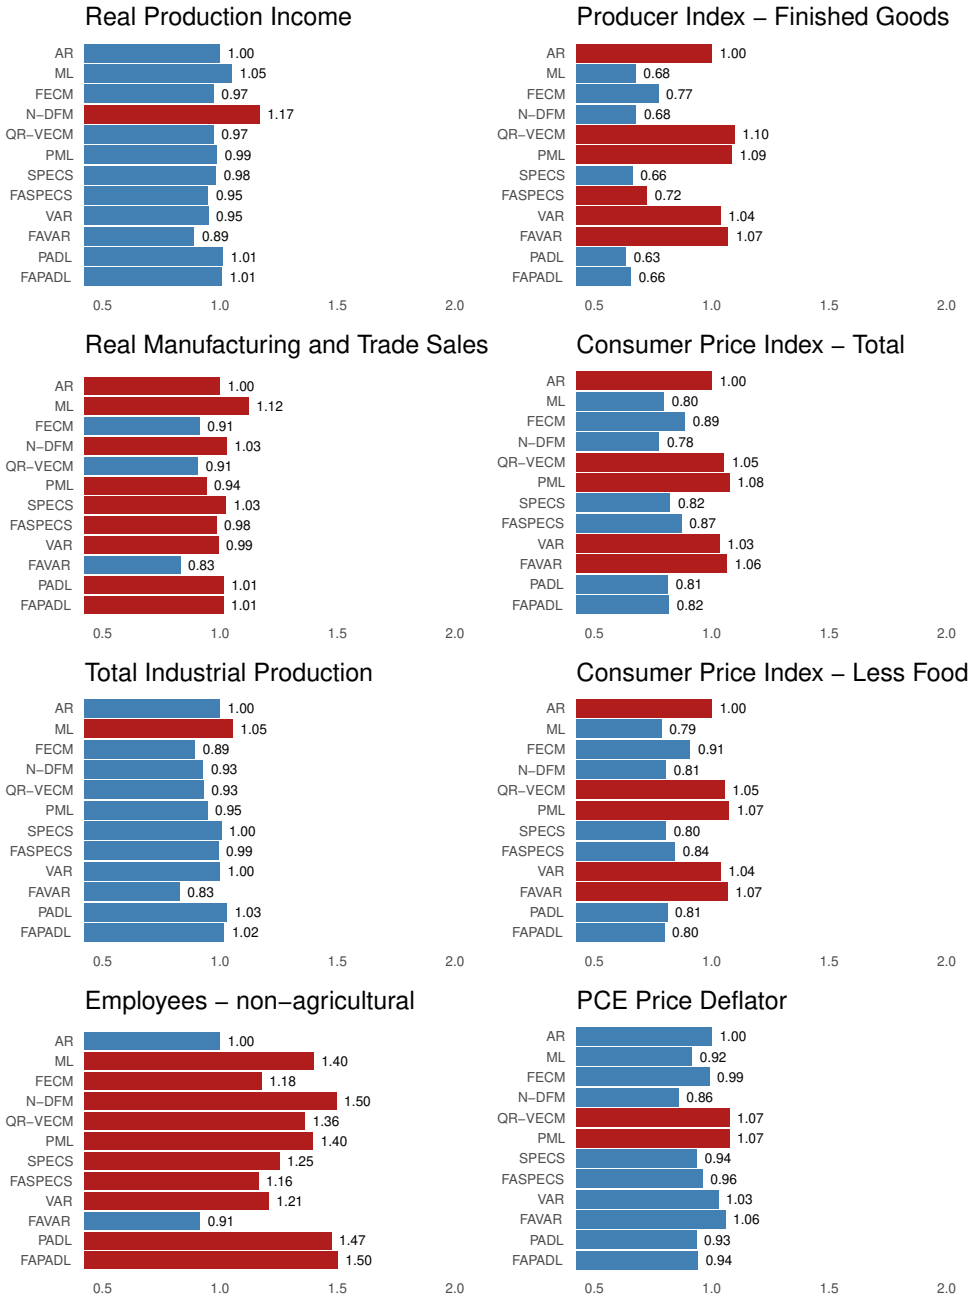 Real Production Income
AR 1.00
ML 1.05
FECM 0.97
N−DFM 1.17
QR−VECM 0.97
PML 0.99
SPECS 0.98
FASPECS 0.95
VAR 0.95
FAVAR 0.89
PADL 1.01
FAPADL 1.01
0.5 1.0 1.5 2.0
Producer Index − Finished Goods
AR 1.00
ML 0.68
FECM 0.77
N−DFM 0.68
QR−VECM 1.10
PML 1.09
SPECS 0.66
FASPECS 0.72
VAR 1.04
FAVAR 1.07
PADL 0.63
FAPADL 0.66
0.5 1.0 1.5 2.0
Real Manufacturing and Trade Sales
AR 1.00
ML 1.12
FECM 0.91
N−DFM 1.03
QR−VECM 0.91
PML 0.94
SPECS 1.03
FASPECS 0.98
VAR 0.99
FAVAR 0.83
PADL 1.01
FAPADL 1.01
0.5 1.0 1.5 2.0
Consumer Price Index − Total
AR 1.00
ML 0.80
FECM 0.89
N−DFM 0.78
QR−VECM 1.05
PML 1.08
SPECS 0.82
FASPECS 0.87
VAR 1.03
FAVAR 1.06
PADL 0.81
FAPADL 0.82
0.5 1.0 1.5 2.0
Total Industrial Production
AR 1.00
ML 1.05
FECM 0.89
N−DFM 0.93
QR−VECM 0.93
PML 0.95
SPECS 1.00
FASPECS 0.99
VAR 1.00
FAVAR 0.83
PADL 1.03
FAPADL 1.02
0.5 1.0 1.5 2.0
Consumer Price Index − Less Food
AR 1.00
ML 0.79
FECM 0.91
N−DFM 0.81
QR−VECM 1.05
PML 1.07
SPECS 0.80
FASPECS 0.84
VAR 1.04
FAVAR 1.07
PADL 0.81
FAPADL 0.80
0.5 1.0 1.5 2.0
Employees − non−agricultural
AR 1.00
ML 1.40
FECM 1.18
N−DFM 1.50
QR−VECM 1.36
PML 1.40
SPECS 1.25
FASPECS 1.16
VAR 1.21
FAVAR 0.91
PADL 1.47
FAPADL 1.50
0.5 1.0 1.5 2.0
PCE Price Deflator
AR 1.00
ML 0.92
FECM 0.99
N−DFM 0.86
QR−VECM 1.07
PML 1.07
SPECS 0.94
FASPECS 0.96
VAR 1.03
FAVAR 1.06
PADL 0.93
FAPADL 0.94
0.5 1.0 1.5 2.0